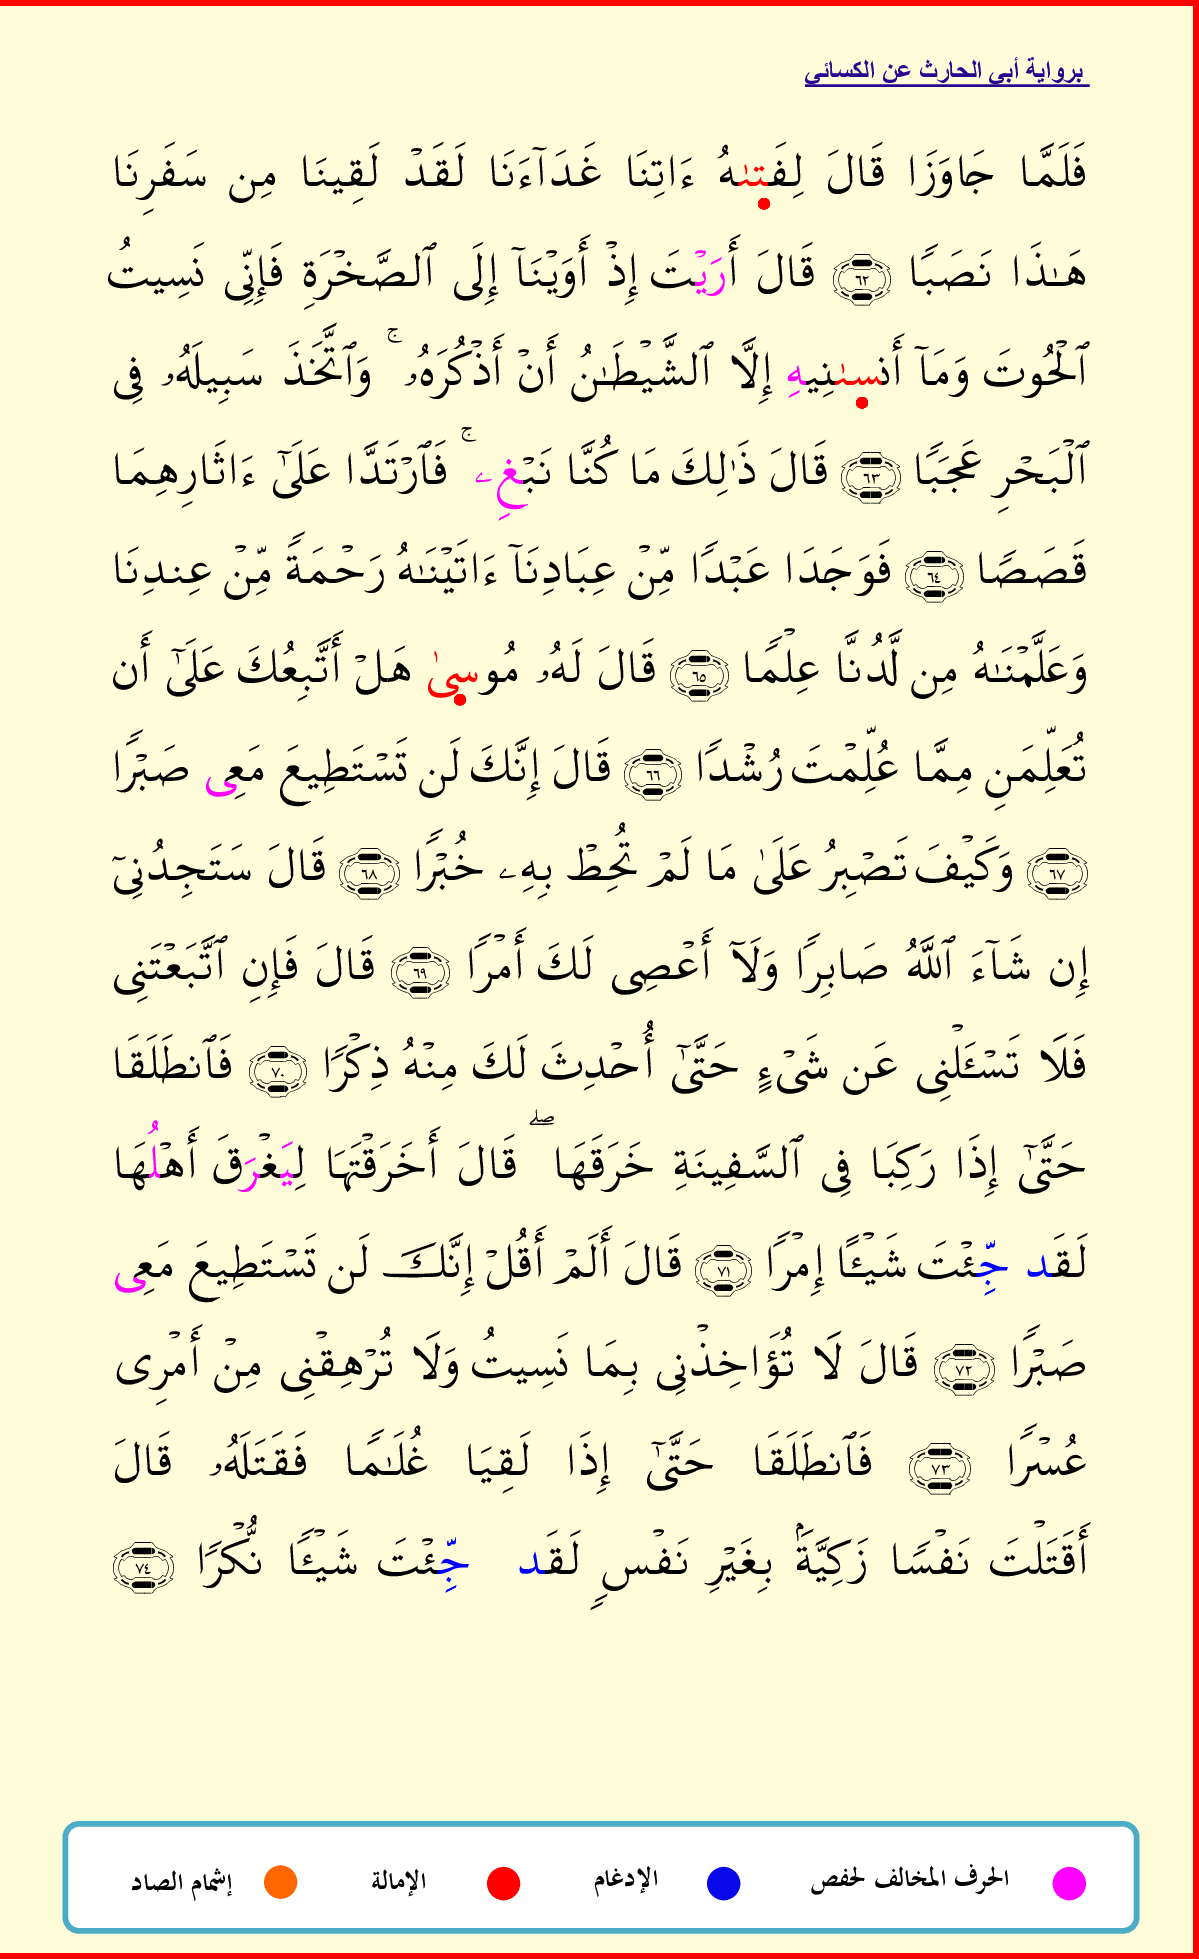 برواية أبي الحارث عن الكسائي
فَلَمَّا جَاوَزَا قَالَ لِفَتىٰهُ ءَاتِنَا غَدَآءَنَا لَقَدۡ لَقِينَا مِن سَفَرِنَا
هَـٰذَا نَصَبٗا ٦٢ قَالَ أَرَيۡتَ إِذۡ أَوَيۡنَآ إِلَى ٱلصَّخۡرَةِ فَإِنِّي نَسِيتُ
ٱلۡحُوتَ وَمَآ أَنسىٰنِيهِ إِلَّا ٱلشَّيۡطَٰنُ أَنۡ أَذۡكُرَهُۥ ۚ وَٱتَّخَذَ سَبِيلَهُۥ فِي
ٱلۡبَحۡرِ عَجَبٗا ٦٣ قَالَ ذَٰلِكَ مَا كُنَّا نَبۡغِۦ ۚ فَٱرۡتَدَّا عَلَىٰٓ ءَاثَارِهِمَا
قَصَصٗا ٦٤ فَوَجَدَا عَبۡدٗا مِّنۡ عِبَادِنَآ ءَاتَيۡنَٰهُ رَحۡمَةٗ مِّنۡ عِندِنَا
وَعَلَّمۡنَٰهُ مِن لَّدُنَّا عِلۡمٗا ٦٥ قَالَ لَهُۥ مُوسىٰ هَلۡ أَتَّبِعُكَ عَلَىٰٓ أَن
تُعَلِّمَنِ مِمَّا عُلِّمۡتَ رُشۡدٗا ٦٦ قَالَ إِنَّكَ لَن تَسۡتَطِيعَ مَعِي صَبۡرٗا
٦٧ وَكَيۡفَ تَصۡبِرُ عَلَىٰ مَا لَمۡ تُحِطۡ بِهِۦ خُبۡرٗا ٦٨ قَالَ سَتَجِدُنِيٓ
إِن شَآءَ ٱللَّهُ صَابِرٗا وَلَآ أَعۡصِي لَكَ أَمۡرٗا ٦٩ قَالَ فَإِنِ ٱتَّبَعۡتَنِي
فَلَا تَسۡـَٔلۡنِي عَن شَيۡءٍ حَتَّىٰٓ أُحۡدِثَ لَكَ مِنۡهُ ذِكۡرٗا ٧٠ فَٱنطَلَقَا
حَتَّىٰٓ إِذَا رَكِبَا فِي ٱلسَّفِينَةِ خَرَقَهَا ۖ قَالَ أَخَرَقۡتَهَا لِيَغۡرَقَ أَهۡلُهَا
لَقَد جِّئۡتَ شَيۡـًٔا إِمۡرٗا ٧١ قَالَ أَلَمۡ أَقُلۡ إِنَّكَ لَن تَسۡتَطِيعَ مَعِي
صَبۡرٗا ٧٢ قَالَ لَا تُؤَاخِذۡنِي بِمَا نَسِيتُ وَلَا تُرۡهِقۡنِي مِنۡ أَمۡرِي
عُسۡرٗا ٧٣ فَٱنطَلَقَا حَتَّىٰٓ إِذَا لَقِيَا غُلَٰمٗا فَقَتَلَهُۥ قَالَ
أَقَتَلۡتَ نَفۡسٗا زَكِيَّةَۢ بِغَيۡرِ نَفۡسٖ لَقَد جِّئۡتَ شَيۡـٔٗا نُّكۡرٗا ٧٤
الحرف المخالف لحفص الإدغام الإمالة إشمام الصاد